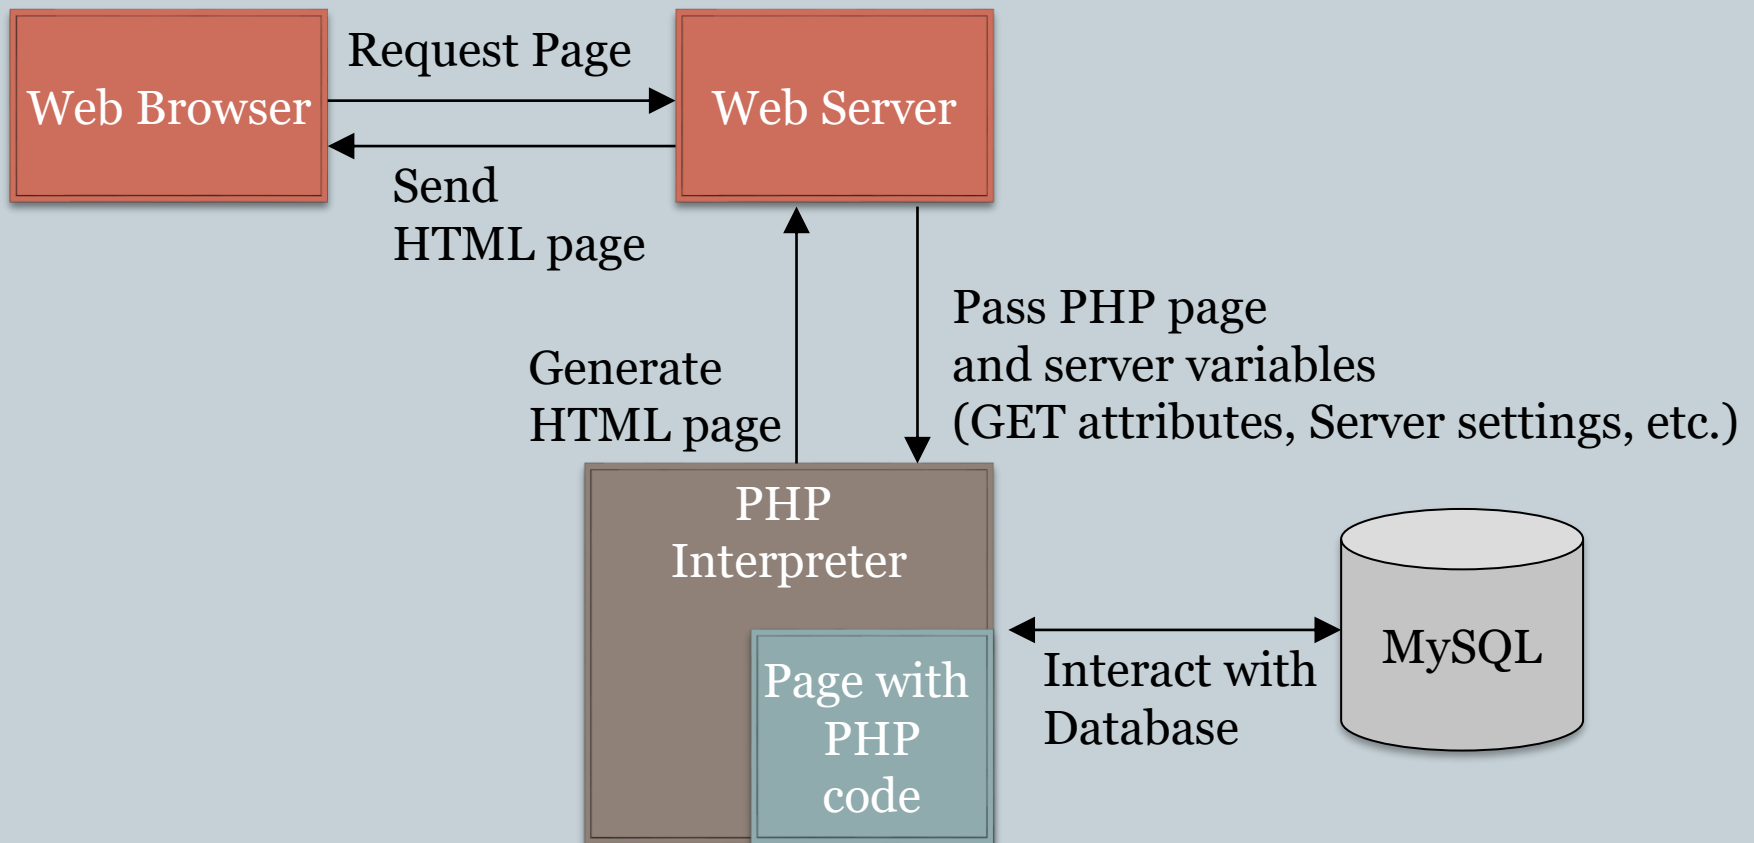 Request Page
Web Browser
Web Server
Send
HTML page
Pass PHP page
and server variables
(GET attributes, Server settings, etc.)
Generate
HTML page
PHP
Interpreter
Page with
PHP
code
Interact with
Database
MySQL